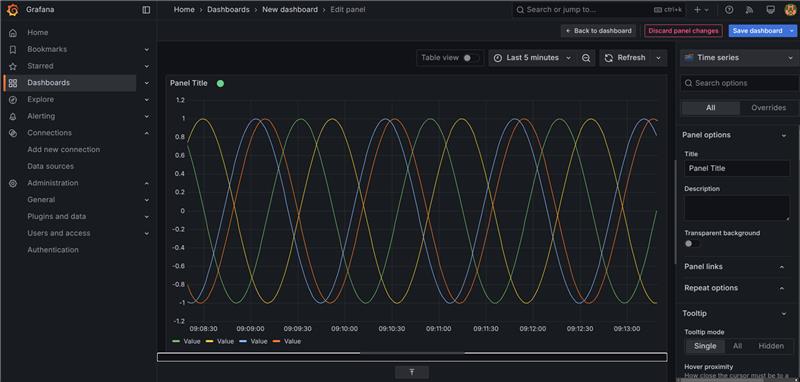 Grafana
Home > Dashboards > New dashboard > Edit panel
Search or jump to...
ctrl+k
Back to dashboard
Discard panel changes
Save dashboard
Home
Bookmarks
Starred
Dashboards
Explore
Alerting
Connections
Add new connection
Data sources
Administration
General
Plugins and data
Users and access
Authentication
Table view
Last 5 minutes
Refresh
Panel Title
1.2
1
0.8
0.6
0.4
0.2
0
-0.2
-0.4
-0.6
-0.8
-1
-1.2
09:08:30 09:09:00 09:09:30 09:10:00 09:10:30 09:11:00 09:11:30 09:12:00 09:12:30 09:13:00
Value Value Value Value
Time series
Search options
All Overrides
Panel options
Title
Panel Title
Description
Transparent background
Panel links
Repeat options
Tooltip
Tooltip mode
Single All Hidden
Hover proximity
How close the cursor must be to a